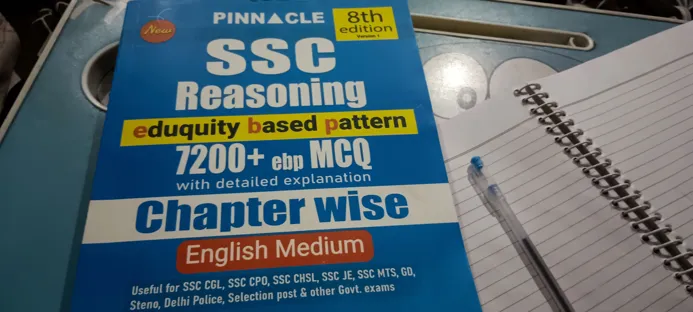 New
PINNACLE
8th
edition
Version 1
SSC
Reasoning
eduquity based pattern
7200+ ebp MCQ
with detailed explanation
Chapter wise
English Medium
Useful for SSC CGL, SSC CPO, SSC CHSL, SSC JE, SSC MTS, GD,
Steno, Delhi Police, Selection post & other Govt. exams